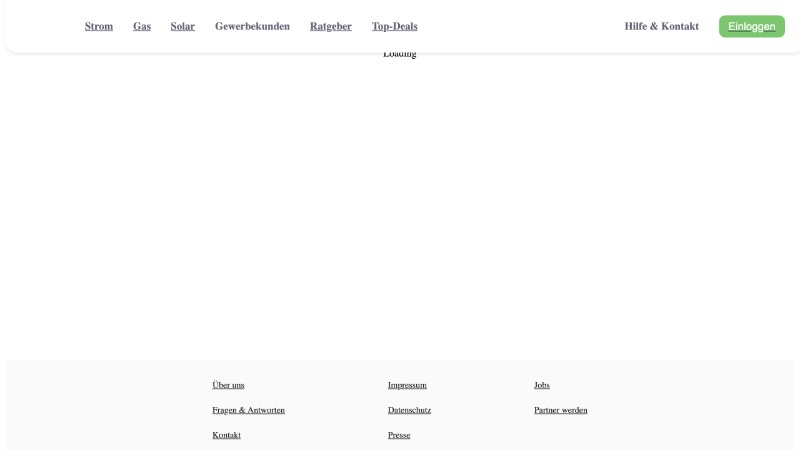 Strom Gas Solar Gewerbekunden Ratgeber Top-Deals Hilfe & Kontakt Einloggen
Loading
Über uns Impressum Jobs
Fragen & Antworten Datenschutz Partner werden
Kontakt Presse